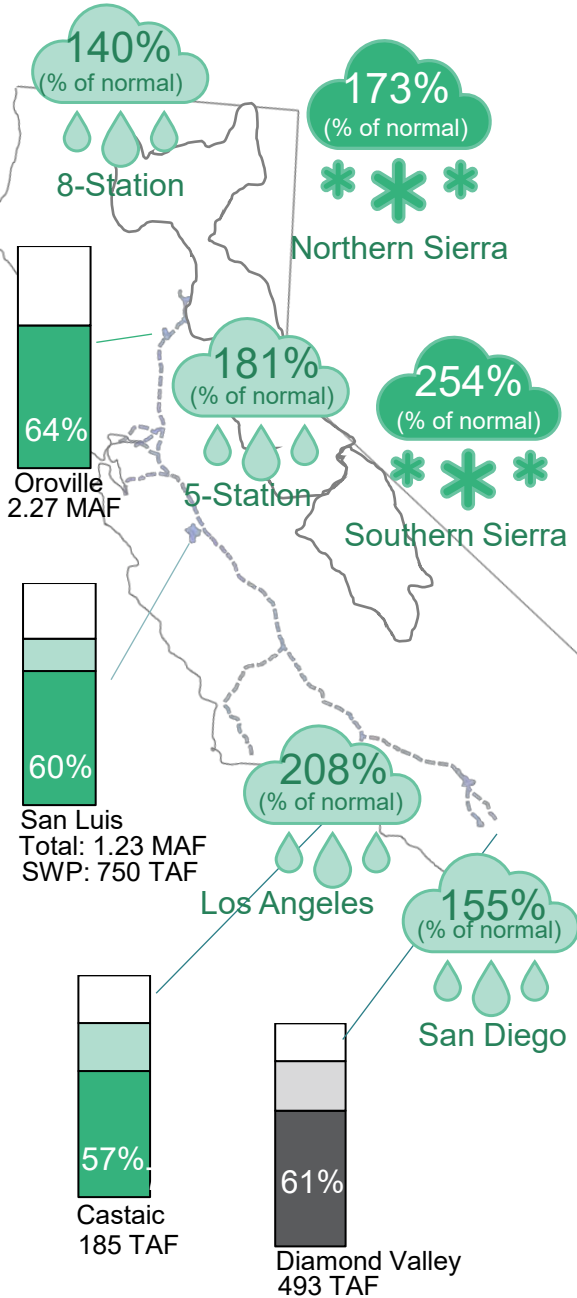 140%
(% of normal)
8-Station
173%
(% of normal)
Northern Sierra
64%
Oroville
2.27 MAF
181%
(% of normal)
5-Station
254%
(% of normal)
Southern Sierra
60%
San Luis
Total: 1.23 MAF
SWP: 750 TAF
208%
(% of normal)
Los Angeles
155%
(% of normal)
San Diego
57%
Castaic
185 TAF
61%
Diamond Valley
493 TAF